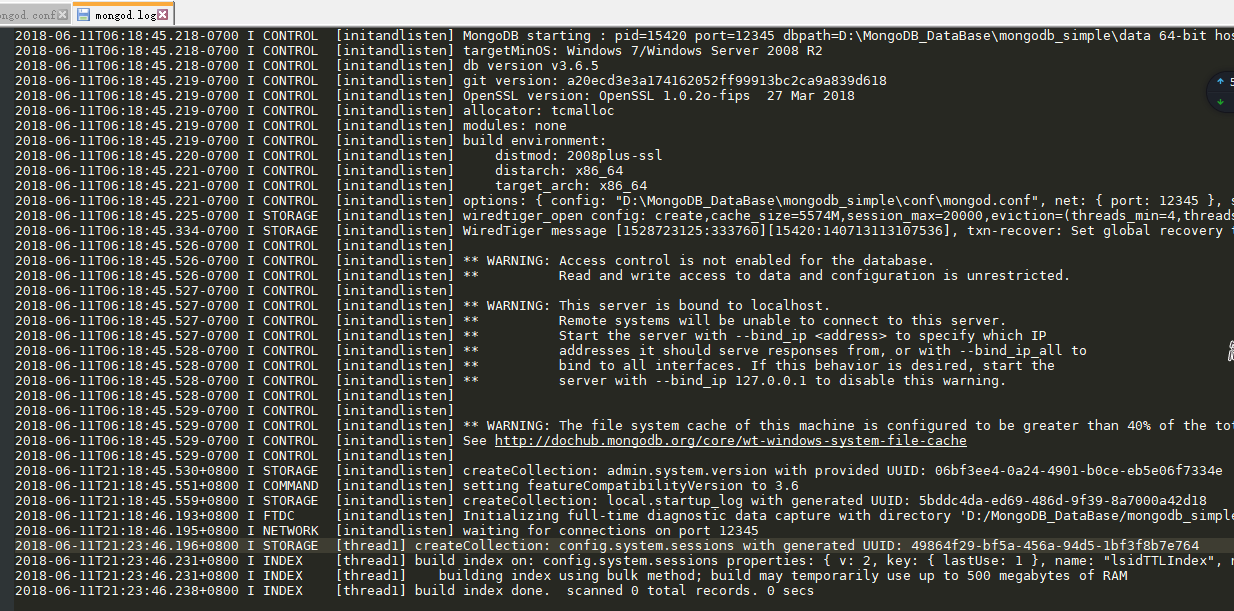 ngod.conf mongod.log
2018-06-11T06:18:45.218-0700 I CONTROL [initandlisten] MongoDB starting : pid=15420 port=12345 dbpath=D:\MongoDB_DataBase\mongodb_simple\data 64-bit hos
2018-06-11T06:18:45.218-0700 I CONTROL [initandlisten] targetMinOS: Windows 7/Windows Server 2008 R2
2018-06-11T06:18:45.218-0700 I CONTROL [initandlisten] db version v3.6.5
2018-06-11T06:18:45.219-0700 I CONTROL [initandlisten] git version: a20ecd3e3a174162052ff99913bc2ca9a839d618
2018-06-11T06:18:45.219-0700 I CONTROL [initandlisten] OpenSSL version: OpenSSL 1.0.2o-fips 27 Mar 2018
2018-06-11T06:18:45.219-0700 I CONTROL [initandlisten] allocator: tcmalloc
2018-06-11T06:18:45.219-0700 I CONTROL [initandlisten] modules: none
2018-06-11T06:18:45.219-0700 I CONTROL [initandlisten] build environment:
2018-06-11T06:18:45.220-0700 I CONTROL [initandlisten] distmod: 2008plus-ssl
2018-06-11T06:18:45.221-0700 I CONTROL [initandlisten] distarch: x86_64
2018-06-11T06:18:45.221-0700 I CONTROL [initandlisten] target_arch: x86_64
2018-06-11T06:18:45.221-0700 I CONTROL [initandlisten] options: { config: "D:\MongoDB_DataBase\mongodb_simple\conf\mongod.conf", net: { port: 12345 }, s
2018-06-11T06:18:45.225-0700 I STORAGE [initandlisten] wiredtiger_open config: create,cache_size=5574M,session_max=20000,eviction=(threads_min=4,threads
2018-06-11T06:18:45.334-0700 I STORAGE [initandlisten] WiredTiger message [1528723125:333760][15420:140713113107536], txn-recover: Set global recovery t
2018-06-11T06:18:45.526-0700 I CONTROL [initandlisten]
2018-06-11T06:18:45.526-0700 I CONTROL [initandlisten] ** WARNING: Access control is not enabled for the database.
2018-06-11T06:18:45.526-0700 I CONTROL [initandlisten] ** Read and write access to data and configuration is unrestricted.
2018-06-11T06:18:45.527-0700 I CONTROL [initandlisten]
2018-06-11T06:18:45.527-0700 I CONTROL [initandlisten] ** WARNING: This server is bound to localhost.
2018-06-11T06:18:45.527-0700 I CONTROL [initandlisten] ** Remote systems will be unable to connect to this server.
2018-06-11T06:18:45.527-0700 I CONTROL [initandlisten] ** Start the server with --bind_ip <address> to specify which IP
2018-06-11T06:18:45.528-0700 I CONTROL [initandlisten] ** addresses it should serve responses from, or with --bind_ip_all to
2018-06-11T06:18:45.528-0700 I CONTROL [initandlisten] ** bind to all interfaces. If this behavior is desired, start the
2018-06-11T06:18:45.528-0700 I CONTROL [initandlisten] ** server with --bind_ip 127.0.0.1 to disable this warning.
2018-06-11T06:18:45.528-0700 I CONTROL [initandlisten]
2018-06-11T06:18:45.529-0700 I CONTROL [initandlisten]
2018-06-11T06:18:45.529-0700 I CONTROL [initandlisten] ** WARNING: The file system cache of this machine is configured to be greater than 40% of the tot
2018-06-11T06:18:45.529-0700 I CONTROL [initandlisten] See http://dochub.mongodb.org/core/wt-windows-system-file-cache
2018-06-11T06:18:45.529-0700 I CONTROL [initandlisten]
2018-06-11T21:18:45.530+0800 I STORAGE [initandlisten] createCollection: admin.system.version with provided UUID: 06bf3ee4-0a24-4901-b0ce-eb5e06f7334e
2018-06-11T21:18:45.551+0800 I COMMAND [initandlisten] setting featureCompatibilityVersion to 3.6
2018-06-11T21:18:45.559+0800 I STORAGE [initandlisten] createCollection: local.startup_log with generated UUID: 5bddc4da-ed69-486d-9f39-8a7000a42d18
2018-06-11T21:18:46.193+0800 I FTDC [initandlisten] Initializing full-time diagnostic data capture with directory 'D:/MongoDB_DataBase/mongodb_simple
2018-06-11T21:18:46.195+0800 I NETWORK [initandlisten] waiting for connections on port 12345
2018-06-11T21:23:46.196+0800 I STORAGE [thread1] createCollection: config.system.sessions with generated UUID: 49864f29-bf5a-456a-94d5-1bf3f8b7e764
2018-06-11T21:23:46.231+0800 I INDEX [thread1] build index on: config.system.sessions properties: { v: 2, key: { lastUse: 1 }, name: "lsidTTLIndex", n
2018-06-11T21:23:46.231+0800 I INDEX [thread1] building index using bulk method; build may temporarily use up to 500 megabytes of RAM
2018-06-11T21:23:46.238+0800 I INDEX [thread1] build index done. scanned 0 total records. 0 secs